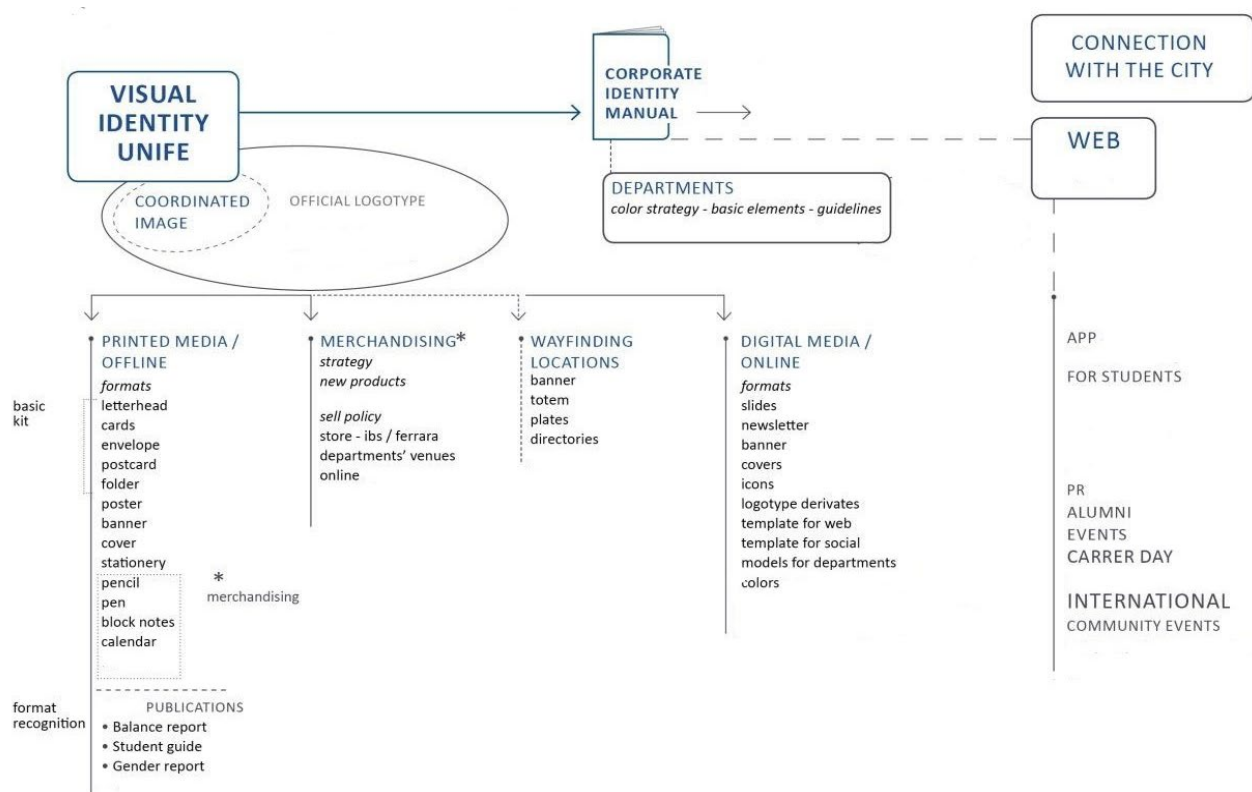 VISUAL
IDENTITY
UNIFE
COORDINATED
IMAGE
OFFICIAL LOGOTYPE
CORPORATE
IDENTITY
MANUAL
DEPARTMENTS
color strategy - basic elements - guidelines
CONNECTION
WITH THE CITY
WEB
PRINTED MEDIA /
OFFLINE
formats
basic
kit
letterhead
cards
envelope
postcard
folder
poster
banner
cover
stationery
pencil
pen
block notes
calendar
*
merchandising
format
recognition
PUBLICATIONS
• Balance report
• Student guide
• Gender report
MERCHANDISING*
strategy
new products
sell policy
store - ibs / ferrara
departments' venues
online
WAYFINDING
LOCATIONS
banner
totem
plates
directories
DIGITAL MEDIA /
ONLINE
formats
slides
newsletter
banner
covers
icons
logotype derivates
template for web
template for social
models for departments
colors
APP
FOR STUDENTS
PR
ALUMNI
EVENTS
CARRER DAY
INTERNATIONAL
COMMUNITY EVENTS